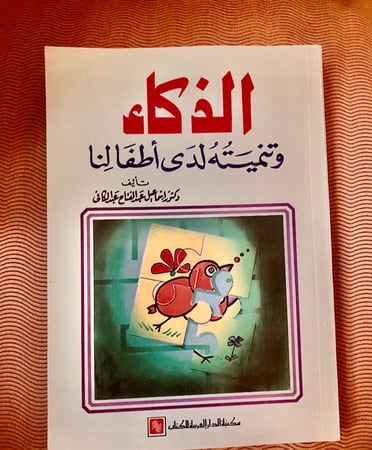 الذكاء
وتنميته لدى أطفالنا
تأليف
دكتور إسماعيل عبد الفتاح عبد الكافي
مكتبة الدار العربية للكتاب